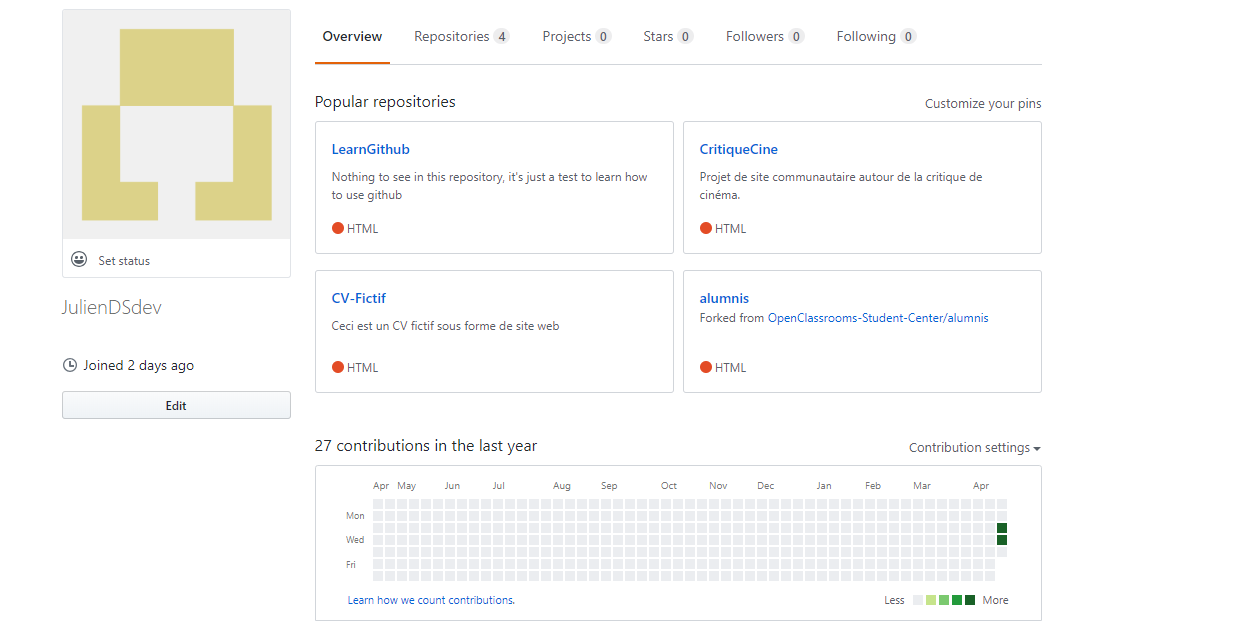 Overview Repositories 4 Projects 0 Stars 0 Followers 0 Following 0
Set status
JulienDSdev
Joined 2 days ago
Edit
Popular repositories Customize your pins
LearnGithub
Nothing to see in this repository, it's just a test to learn how
to use github
HTML
CritiqueCine
Projet de site communautaire autour de la critique de
cinéma.
HTML
CV-Fictif
Ceci est un CV fictif sous forme de site web
HTML
alumnis
Forked from OpenClassrooms-Student-Center/alumnis
HTML
27 contributions in the last year Contribution settings
Apr May Jun Jul Aug Sep Oct Nov Dec Jan Feb Mar Apr
Mon
Wed
Fri
Learn how we count contributions. Less More